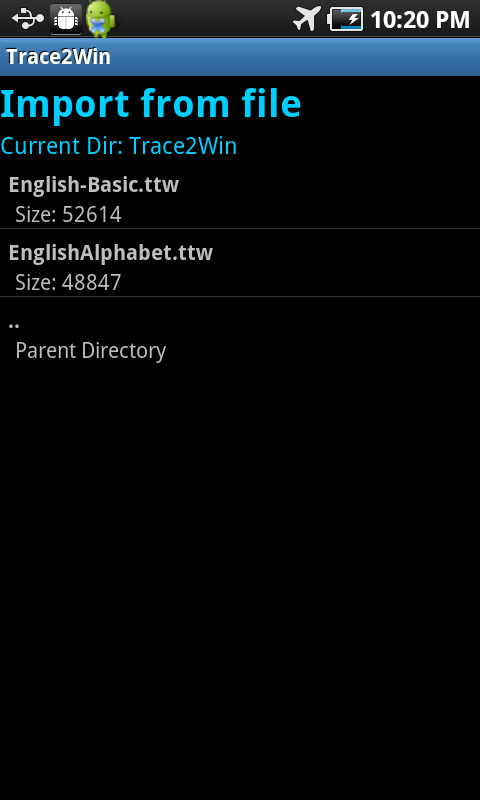 10:20 PM
Trace2Win
Import from file
Current Dir: Trace2Win
English-Basic.ttw
Size: 52614
EnglishAlphabet.ttw
Size: 48847
..
Parent Directory